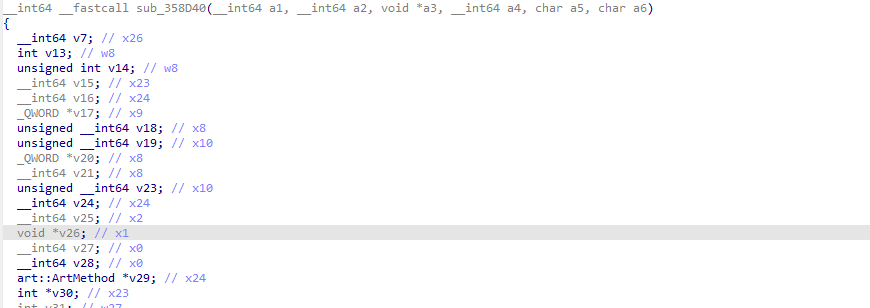 __int64 __fastcall sub_358D40(__int64 a1, __int64 a2, void *a3, __int64 a4, char a5, char a6)
{
__int64 v7; // x26
int v13; // w8
unsigned int v14; // w8
__int64 v15; // x23
__int64 v16; // x24
_QWORD *v17; // x9
unsigned __int64 v18; // x8
unsigned __int64 v19; // x10
_QWORD *v20; // x8
__int64 v21; // x8
unsigned __int64 v23; // x10
__int64 v24; // x24
__int64 v25; // x2
void *v26; // x1
__int64 v27; // x0
__int64 v28; // x0
art::ArtMethod *v29; // x24
int *v30; // x23
int v31; // w27